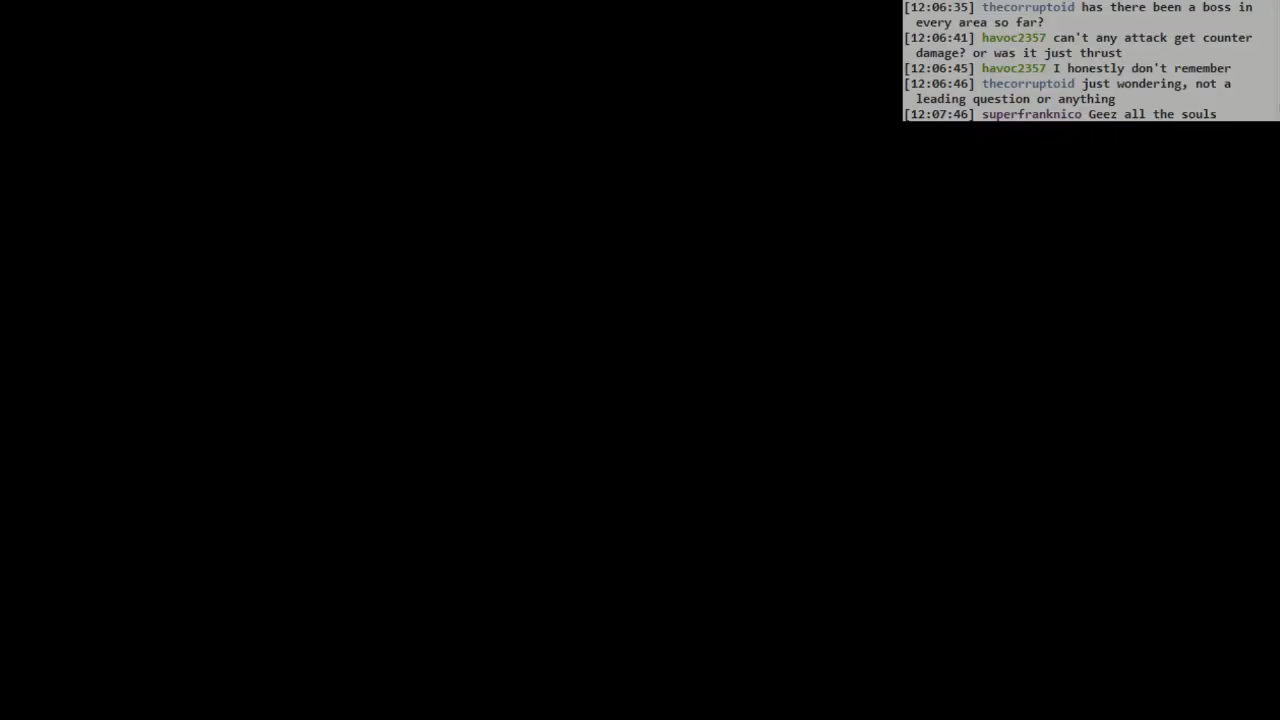 [12:06:35] thecorruptoid has there been a boss in
every area so far?
[12:06:41] havoc2357 can't any attack get counter
damage? or was it just thrust
[12:06:45] havoc2357 I honestly don't remember
[12:06:46] thecorruptoid just wondering, not a
leading question or anything
[12:07:46] superfranknico Geez all the souls